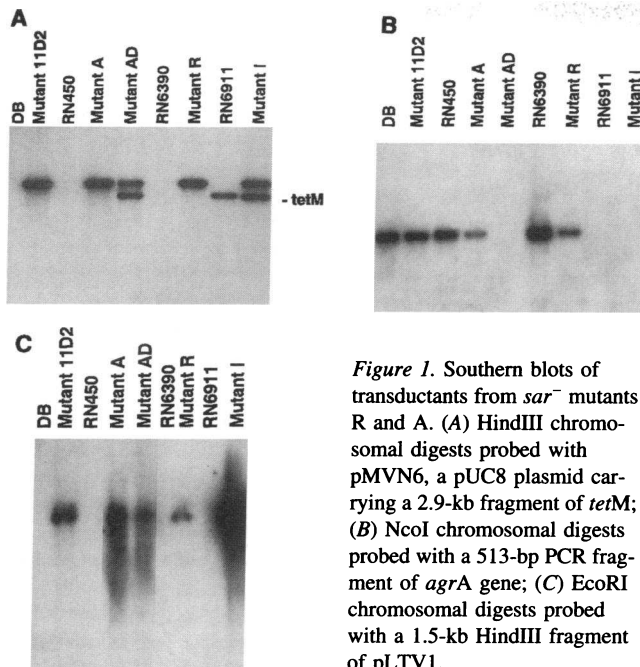 A
DB
Mutant 11D2
RN450
Mutant A
Mutant AD
RN6390
Mutant R
RN6911
Mutant I
- tetM
B
DB
Mutant 11D2
RN450
Mutant A
Mutant AD
RN6390
Mutant R
RN6911
Mutant I
C
DB
Mutant 11D2
RN450
Mutant A
Mutant AD
RN6390
Mutant R
RN6911
Mutant I
Figure 1. Southern blots of
transductants from sar⁻ mutants
R and A. (A) HindIII chromo-
somal digests probed with
pMVN6, a pUC8 plasmid car-
rying a 2.9-kb fragment of tetM;
(B) NcoI chromosomal digests
probed with a 513-bp PCR frag-
ment of agrA gene; (C) EcoRI
chromosomal digests probed
with a 1.5-kb HindIII fragment
of pLTV1.